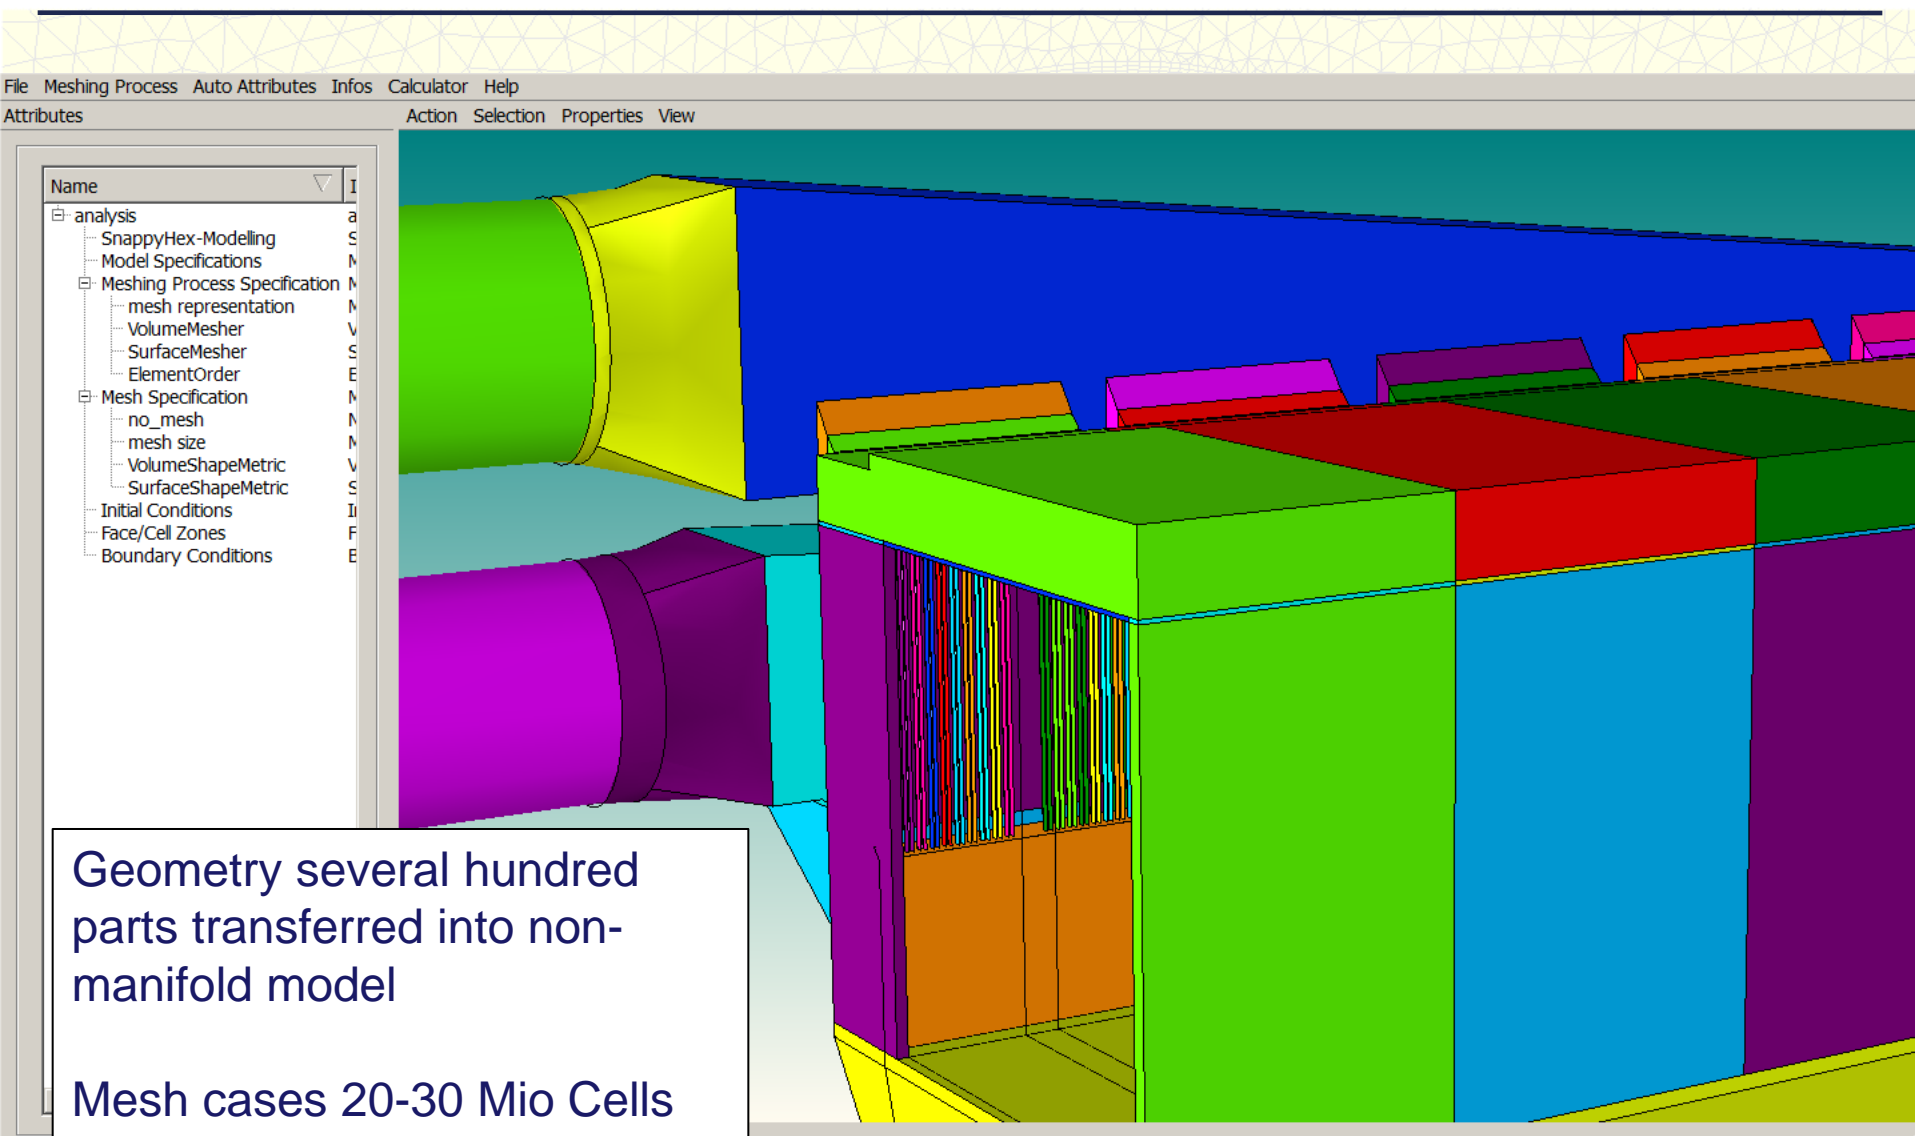 File Meshing Process Auto Attributes Infos Calculator Help
Attributes
Action Selection Properties View
Name I
analysis a
SnappyHex-Modelling S
Model Specifications M
Meshing Process Specification M
mesh representation M
VolumeMesher V
SurfaceMesher S
ElementOrder E
Mesh Specification M
no_mesh N
mesh size M
VolumeShapeMetric V
SurfaceShapeMetric S
Initial Conditions I
Face/Cell Zones F
Boundary Conditions B
Geometry several hundred
parts transferred into non-
manifold model
Mesh cases 20-30 Mio Cells